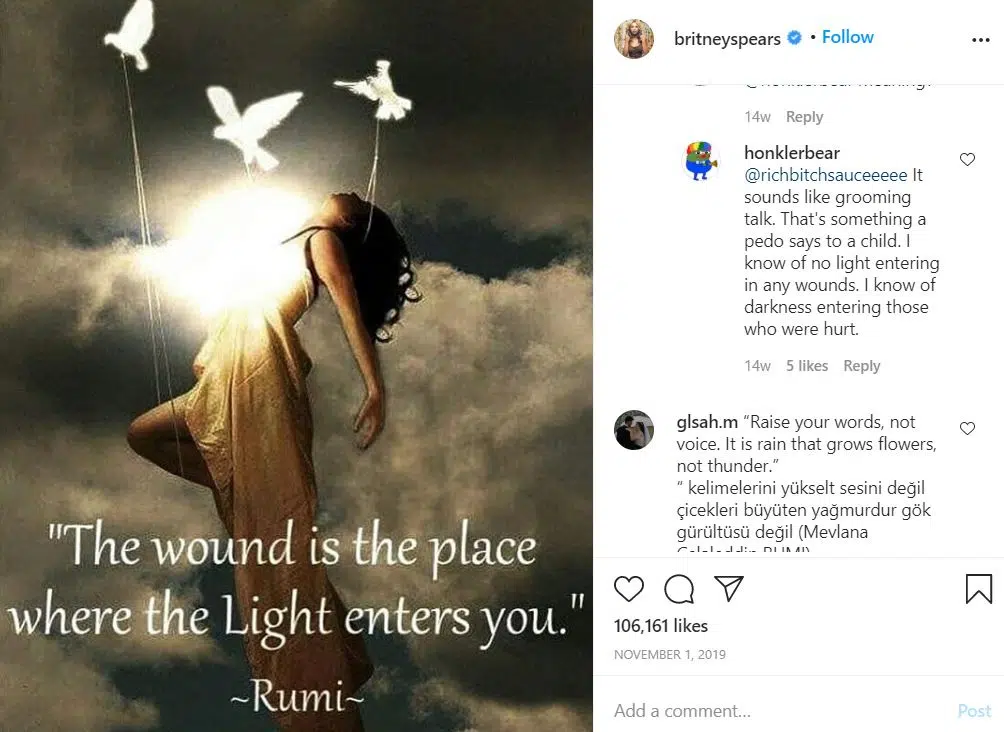 "The wound is the place
where the Light enters you."
~Rumi~
britneyspears • Follow
14w Reply
honklerbear
@richbitchsauceeeee It
sounds like grooming
talk. That's something a
pedo says to a child. I
know of no light entering
in any wounds. I know of
darkness entering those
who were hurt.
14w 5 likes Reply
glsah.m “Raise your words, not
voice. It is rain that grows flowers,
not thunder.”
“ kelimelerini yükselt sesini değil
çicekleri büyüten yağmurdur gök
gürültüsü değil (Mevlana
106,161 likes
NOVEMBER 1, 2019
Add a comment...
Post